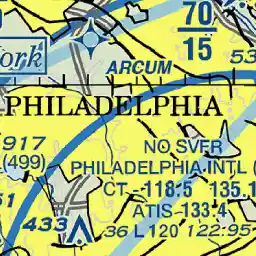 70
15
ork
53
ARCUM
PHILADELPHIA
917
(499)
NO SVFR
PHILADELPHIA INTL (
CT - 118.5 135.1
51
ATIS 133.4
433
36 L 120 122.95